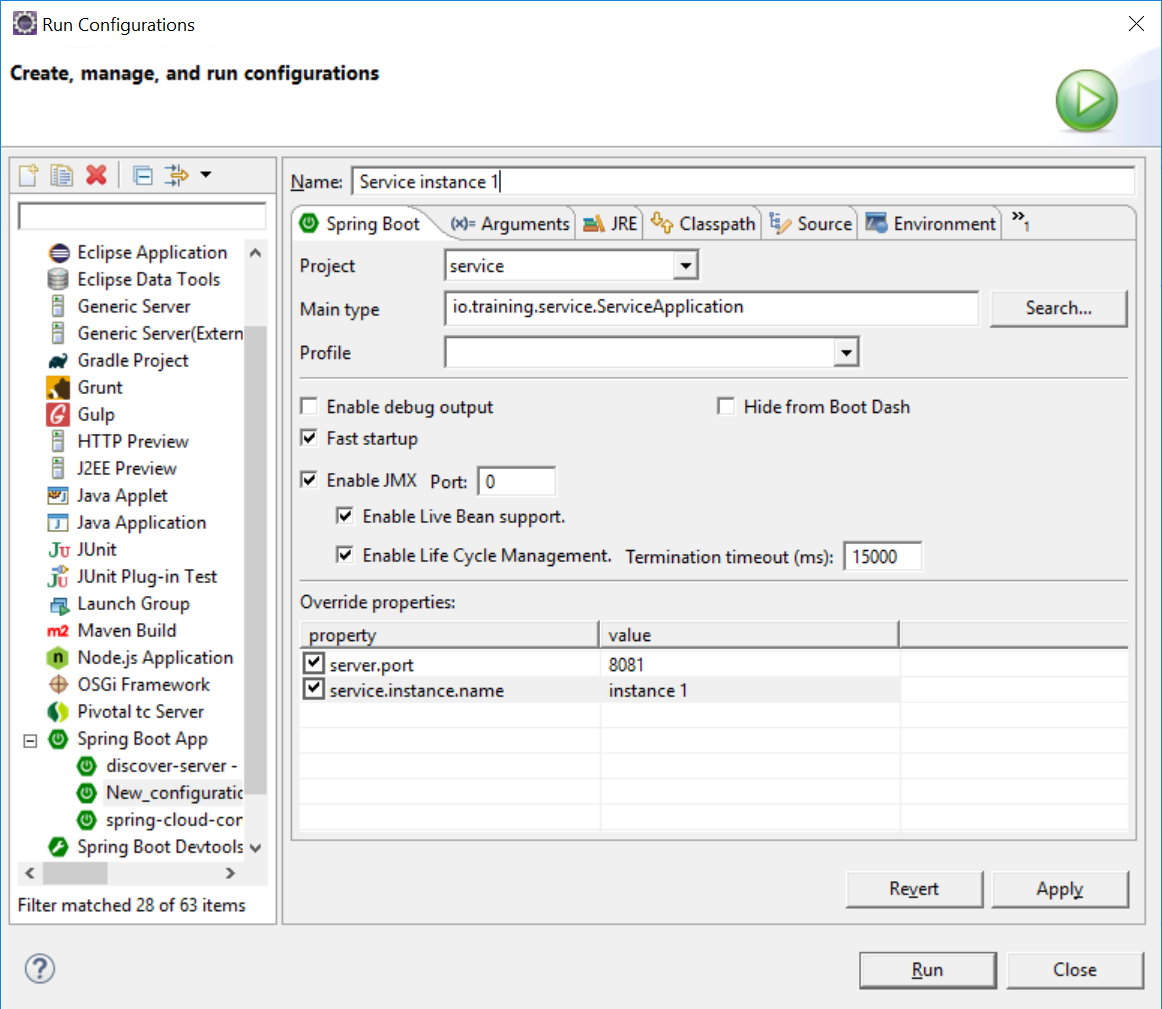 Run Configurations
Create, manage, and run configurations
Name: Service instance 1
Spring Boot (x)= Arguments JRE Classpath Source Environment »1
Eclipse Application
Eclipse Data Tools
Generic Server
Generic Server(Extern
Gradle Project
Grunt
Gulp
HTTP Preview
J2EE Preview
Java Applet
Java Application
JUnit
JUnit Plug-in Test
Launch Group
Maven Build
Node.js Application
OSGi Framework
Pivotal tc Server
Spring Boot App
discover-server -
New_configuratic
spring-cloud-cor
Spring Boot Devtools
Filter matched 28 of 63 items
Project service
Main type io.training.service.ServiceApplication Search...
Profile
Enable debug output Hide from Boot Dash
Fast startup
Enable JMX Port: 0
Enable Live Bean support.
Enable Life Cycle Management. Termination timeout (ms): 15000
Override properties:
property value
server.port 8081
service.instance.name instance 1
Revert Apply
Run Close